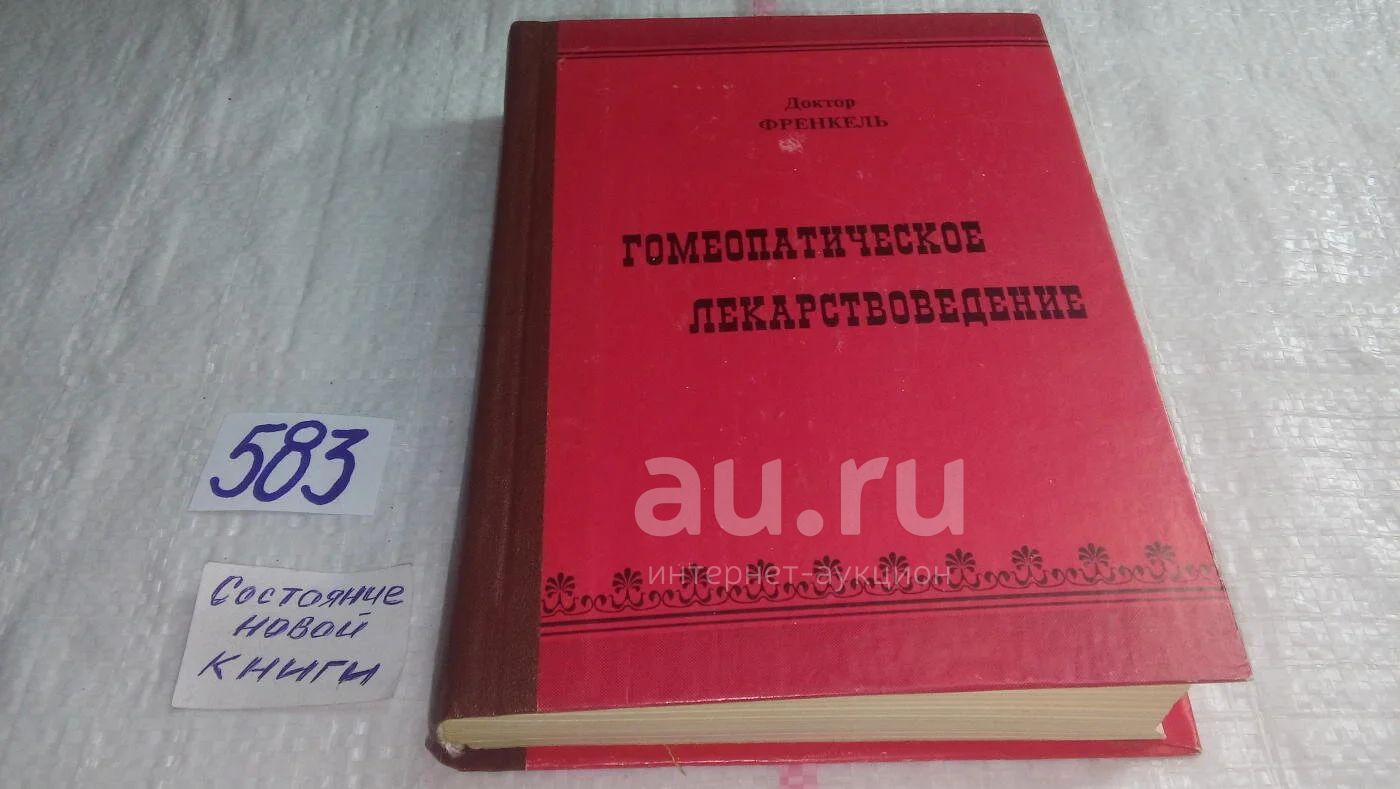 Доктор
ФРЕНКЕЛЬ
ГОМЕОПАТИЧЕСКОЕ
ЛЕКАРСТВОВЕДЕНИЕ
au.ru
интернет-аукцион
583
Состояние
новой
книги